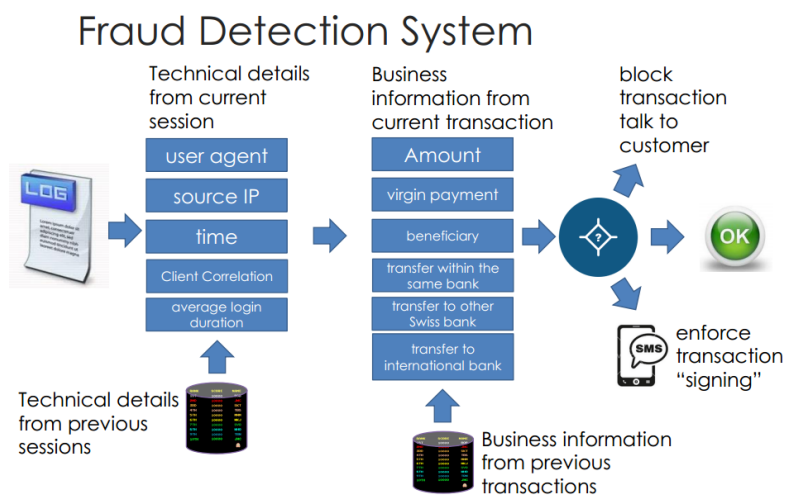 Fraud Detection System
Technical details
from current
session
user agent
source IP
time
Client Correlation
average login
duration
Technical details
from previous
sessions
Business
information from
current transaction
Amount
virgin payment
beneficiary
transfer within the
same bank
transfer to other
Swiss bank
transfer to
international bank
Business information
from previous
transactions
LOG
?
block
transaction
talk to
customer
OK
SMS
enforce
transaction
“signing”